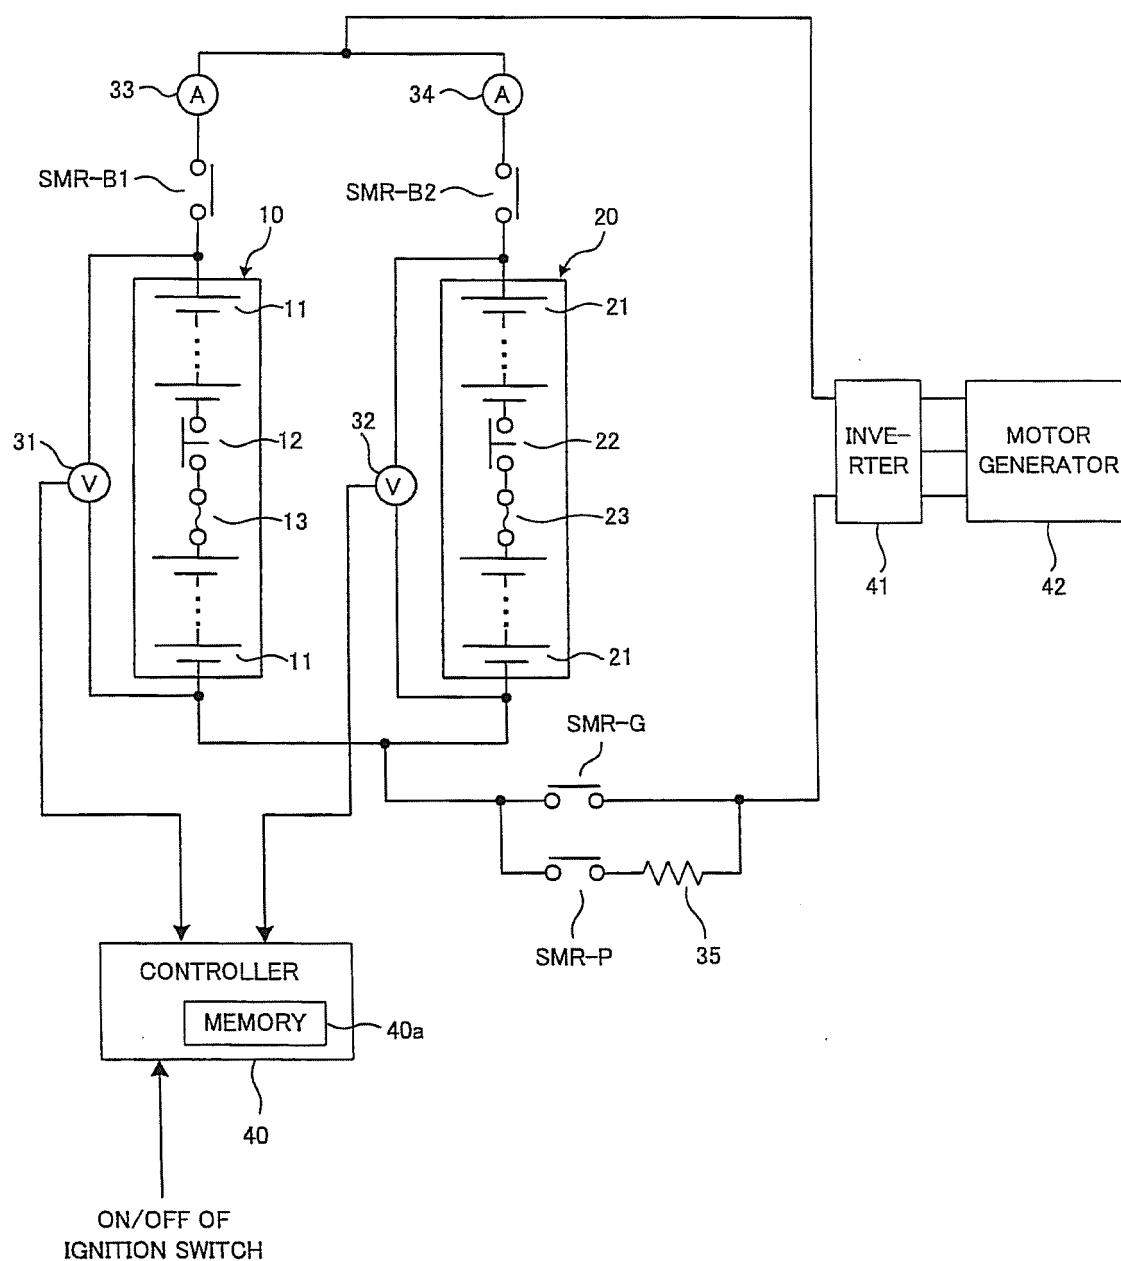 33
A
34
A
SMR-B1
SMR-B2
10
20
11
21
31
12
32
22
V
V
13
23
INVE-
RTER
MOTOR
GENERATOR
41
42
11
21
SMR-G
SMR-P
35
CONTROLLER
MEMORY
40a
40
ON/OFF OF
IGNITION SWITCH